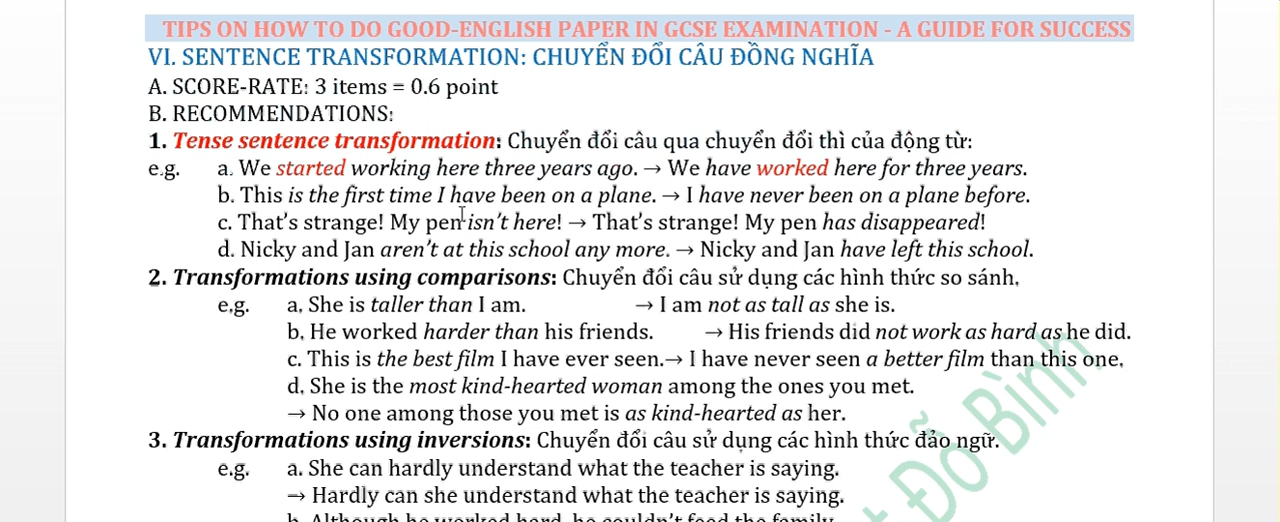 TIPS ON HOW TO DO GOOD-ENGLISH PAPER IN GCSE EXAMINATION - A GUIDE FOR SUCCESS
VI. SENTENCE TRANSFORMATION: CHUYỂN ĐỔI CÂU ĐỒNG NGHĨA
A. SCORE-RATE: 3 items = 0.6 point
B. RECOMMENDATIONS:
1. Tense sentence transformation: Chuyển đổi câu qua chuyển đổi thì của động từ:
e.g. a. We started working here three years ago. → We have worked here for three years.
b. This is the first time I have been on a plane. → I have never been on a plane before.
c. That's strange! My pen isn't here! → That's strange! My pen has disappeared!
d. Nicky and Jan aren't at this school any more. → Nicky and Jan have left this school.
2. Transformations using comparisons: Chuyển đổi câu sử dụng các hình thức so sánh.
e.g. a. She is taller than I am. → I am not as tall as she is.
b. He worked harder than his friends. → His friends did not work as hard as he did.
c. This is the best film I have ever seen.→ I have never seen a better film than this one.
d. She is the most kind-hearted woman among the ones you met.
→ No one among those you met is as kind-hearted as her.
3. Transformations using inversions: Chuyển đổi câu sử dụng các hình thức đảo ngữ.
e.g. a. She can hardly understand what the teacher is saying.
→ Hardly can she understand what the teacher is saying.
b. Although he worked hard, he couldn't feed the family.
Đỗ Bình